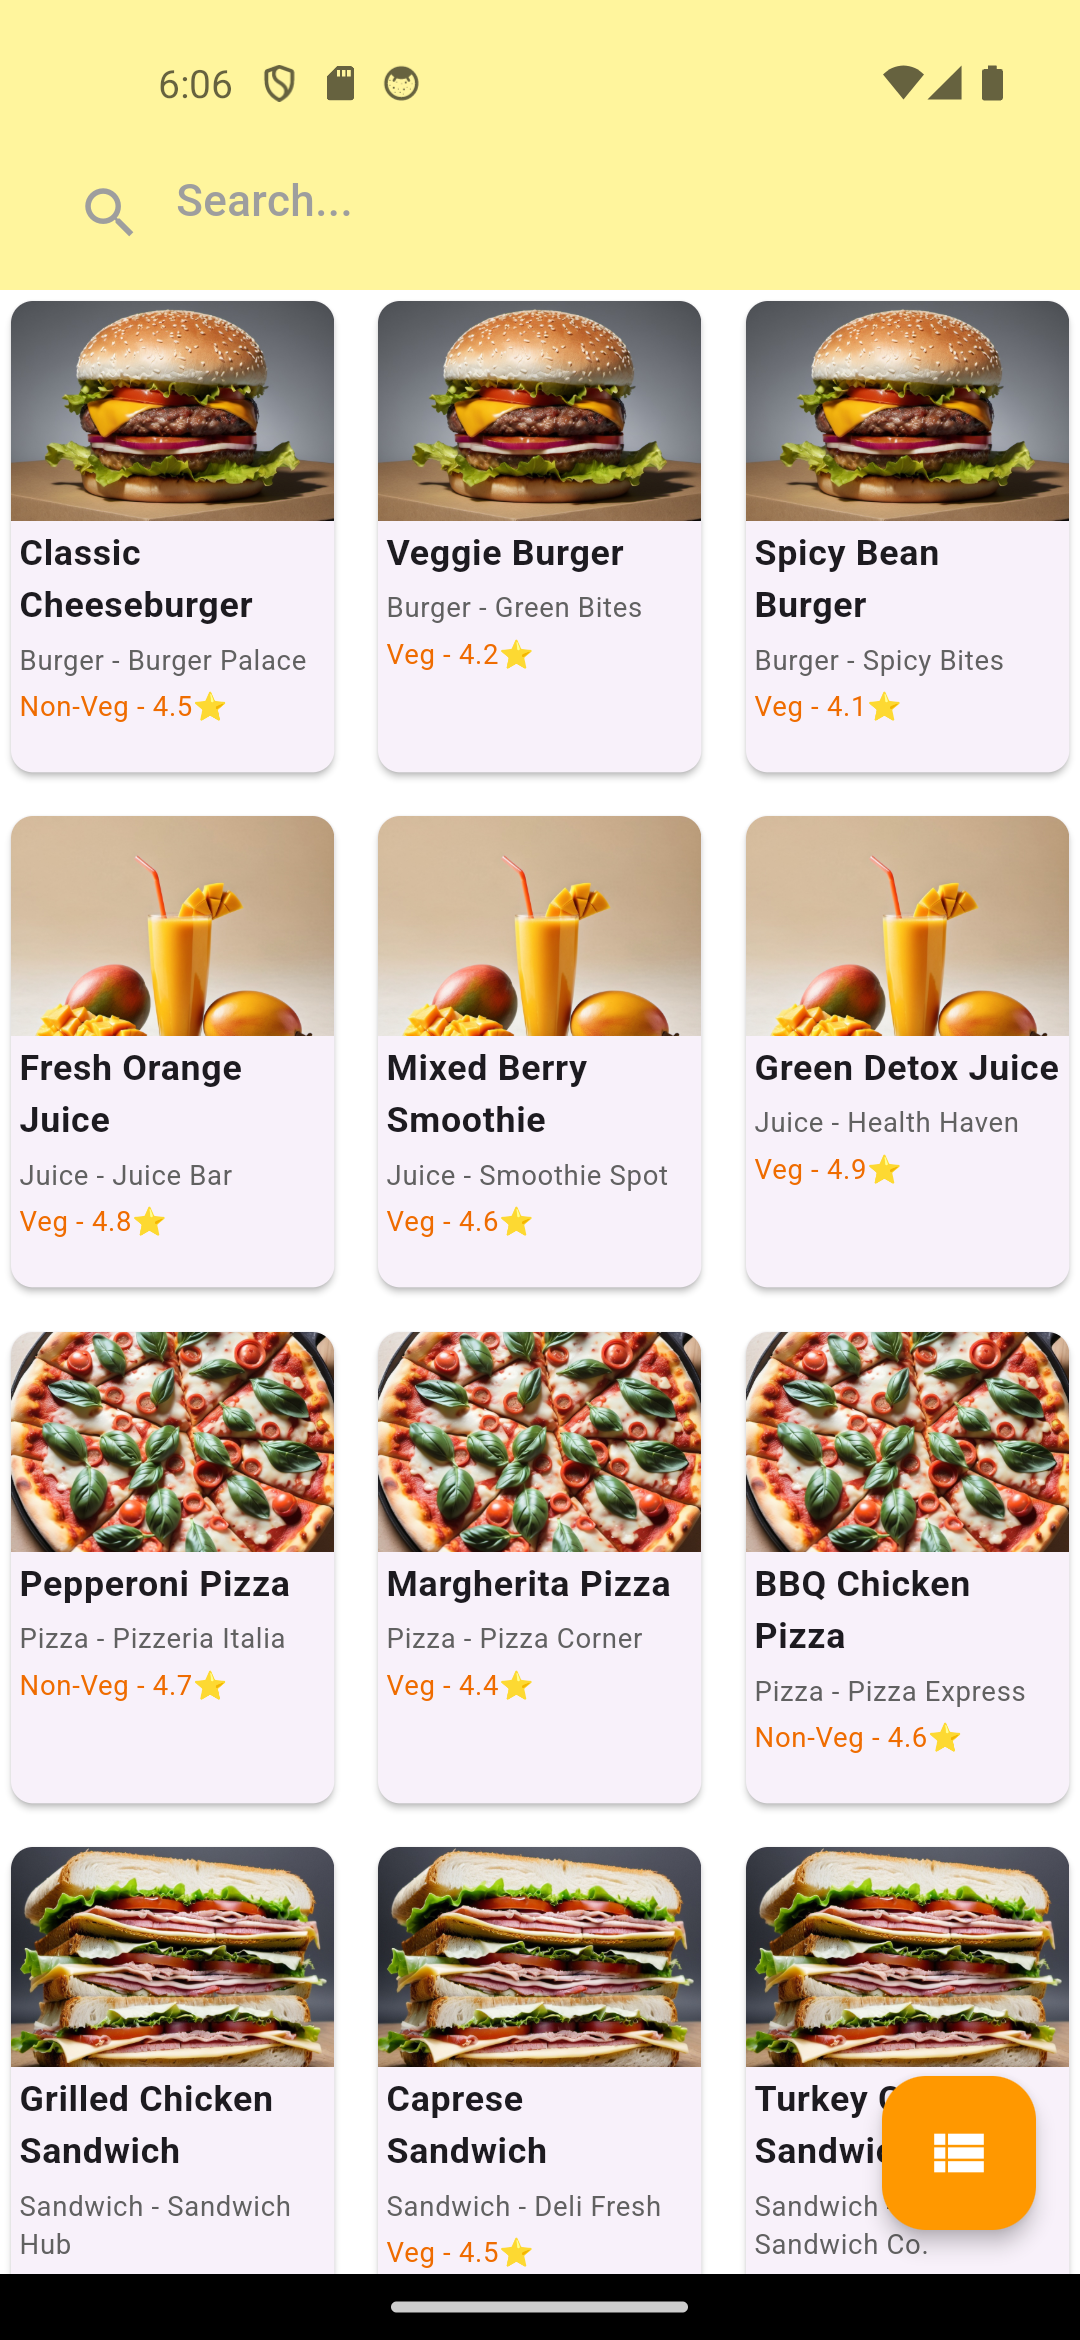 6:06
Search...
Classic
Cheeseburger
Burger - Burger Palace
Non-Veg - 4.5⭐
Veggie Burger
Burger - Green Bites
Veg - 4.2⭐
Spicy Bean
Burger
Burger - Spicy Bites
Veg - 4.1⭐
Fresh Orange
Juice
Juice - Juice Bar
Veg - 4.8⭐
Mixed Berry
Smoothie
Juice - Smoothie Spot
Veg - 4.6⭐
Green Detox Juice
Juice - Health Haven
Veg - 4.9⭐
Pepperoni Pizza
Pizza - Pizzeria Italia
Non-Veg - 4.7⭐
Margherita Pizza
Pizza - Pizza Corner
Veg - 4.4⭐
BBQ Chicken
Pizza
Pizza - Pizza Express
Non-Veg - 4.6⭐
Grilled Chicken
Sandwich
Sandwich - Sandwich
Hub
Caprese
Sandwich
Sandwich - Deli Fresh
Veg - 4.5⭐
Turkey
Sandwich -
Sandwich Co.